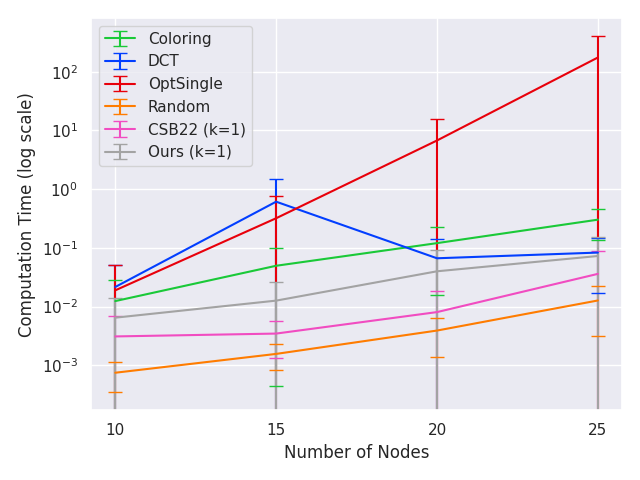 Coloring
DCT
OptSingle
Random
CSB22 (k=1)
Ours (k=1)
Computation Time (log scale)
10²
10¹
10⁰
10⁻¹
10⁻²
10⁻³
10 15 20 25
Number of Nodes